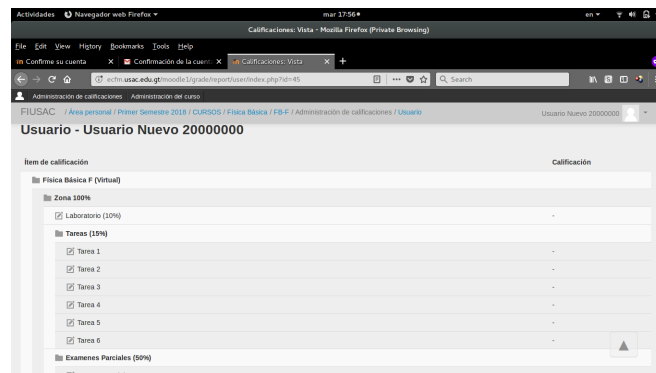 Actividades Navegador web Firefox mar 17:56 en
Calificaciones: Vista - Mozilla Firefox (Private Browsing)
File Edit View History Bookmarks Tools Help
Confirme su cuenta Confirmación de la cuenta Calificaciones: Vista
ecfm.usac.edu.gt/moodle1/grade/report/user/index.php?id=45 Search
Administración de calificaciones Administración del curso
FIUSAC / Área personal / Primer Semestre 2018 / CURSOS / Física Básica / FB-F / Administración de calificaciones / Usuario Usuario Nuevo 20000000
Usuario - Usuario Nuevo 20000000
Ítem de calificación Calificación
Física Básica F (Virtual)
Zona 100%
Laboratorio (10%) -
Tareas (15%)
Tarea 1 -
Tarea 2 -
Tarea 3 -
Tarea 4 -
Tarea 5 -
Tarea 6 -
Examenes Parciales (50%)